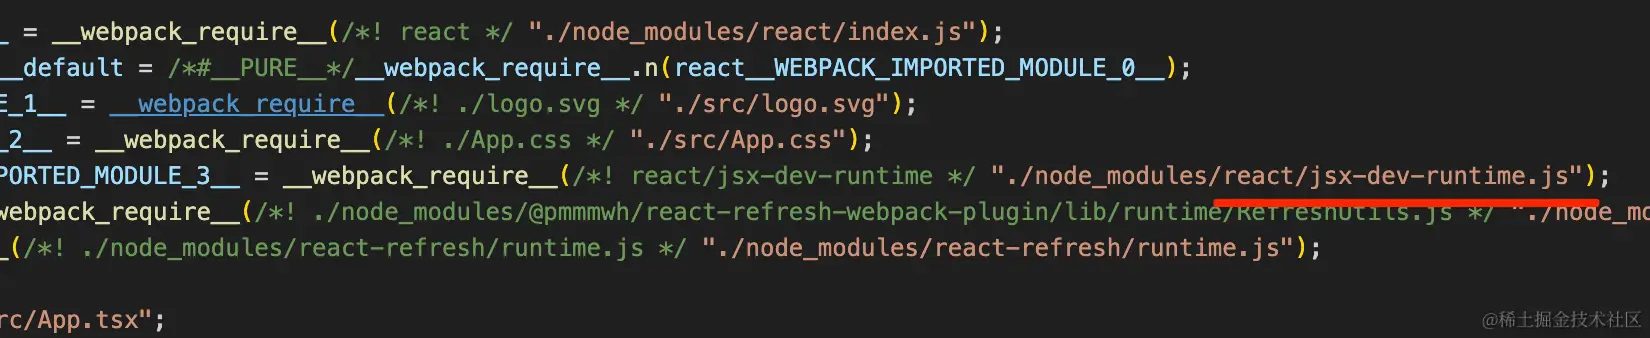 _ = __webpack_require__(/*! react */ "./node_modules/react/index.js");
__default = /*#__PURE__*/__webpack_require__.n(react__WEBPACK_IMPORTED_MODULE_0__);
E_1__ = __webpack_require__(/*! ./logo.svg */ "./src/logo.svg");
_2__ = __webpack_require__(/*! ./App.css */ "./src/App.css");
PORTED_MODULE_3__ = __webpack_require__(/*! react/jsx-dev-runtime */ "./node_modules/react/jsx-dev-runtime.js");
webpack_require__(/*! ./node_modules/@pmmmwh/react-refresh-webpack-plugin/lib/runtime/RefreshUtils.js */ "./node_mo
_(/*! ./node_modules/react-refresh/runtime.js */ "./node_modules/react-refresh/runtime.js");
rc/App.tsx";
@稀土掘金技术社区